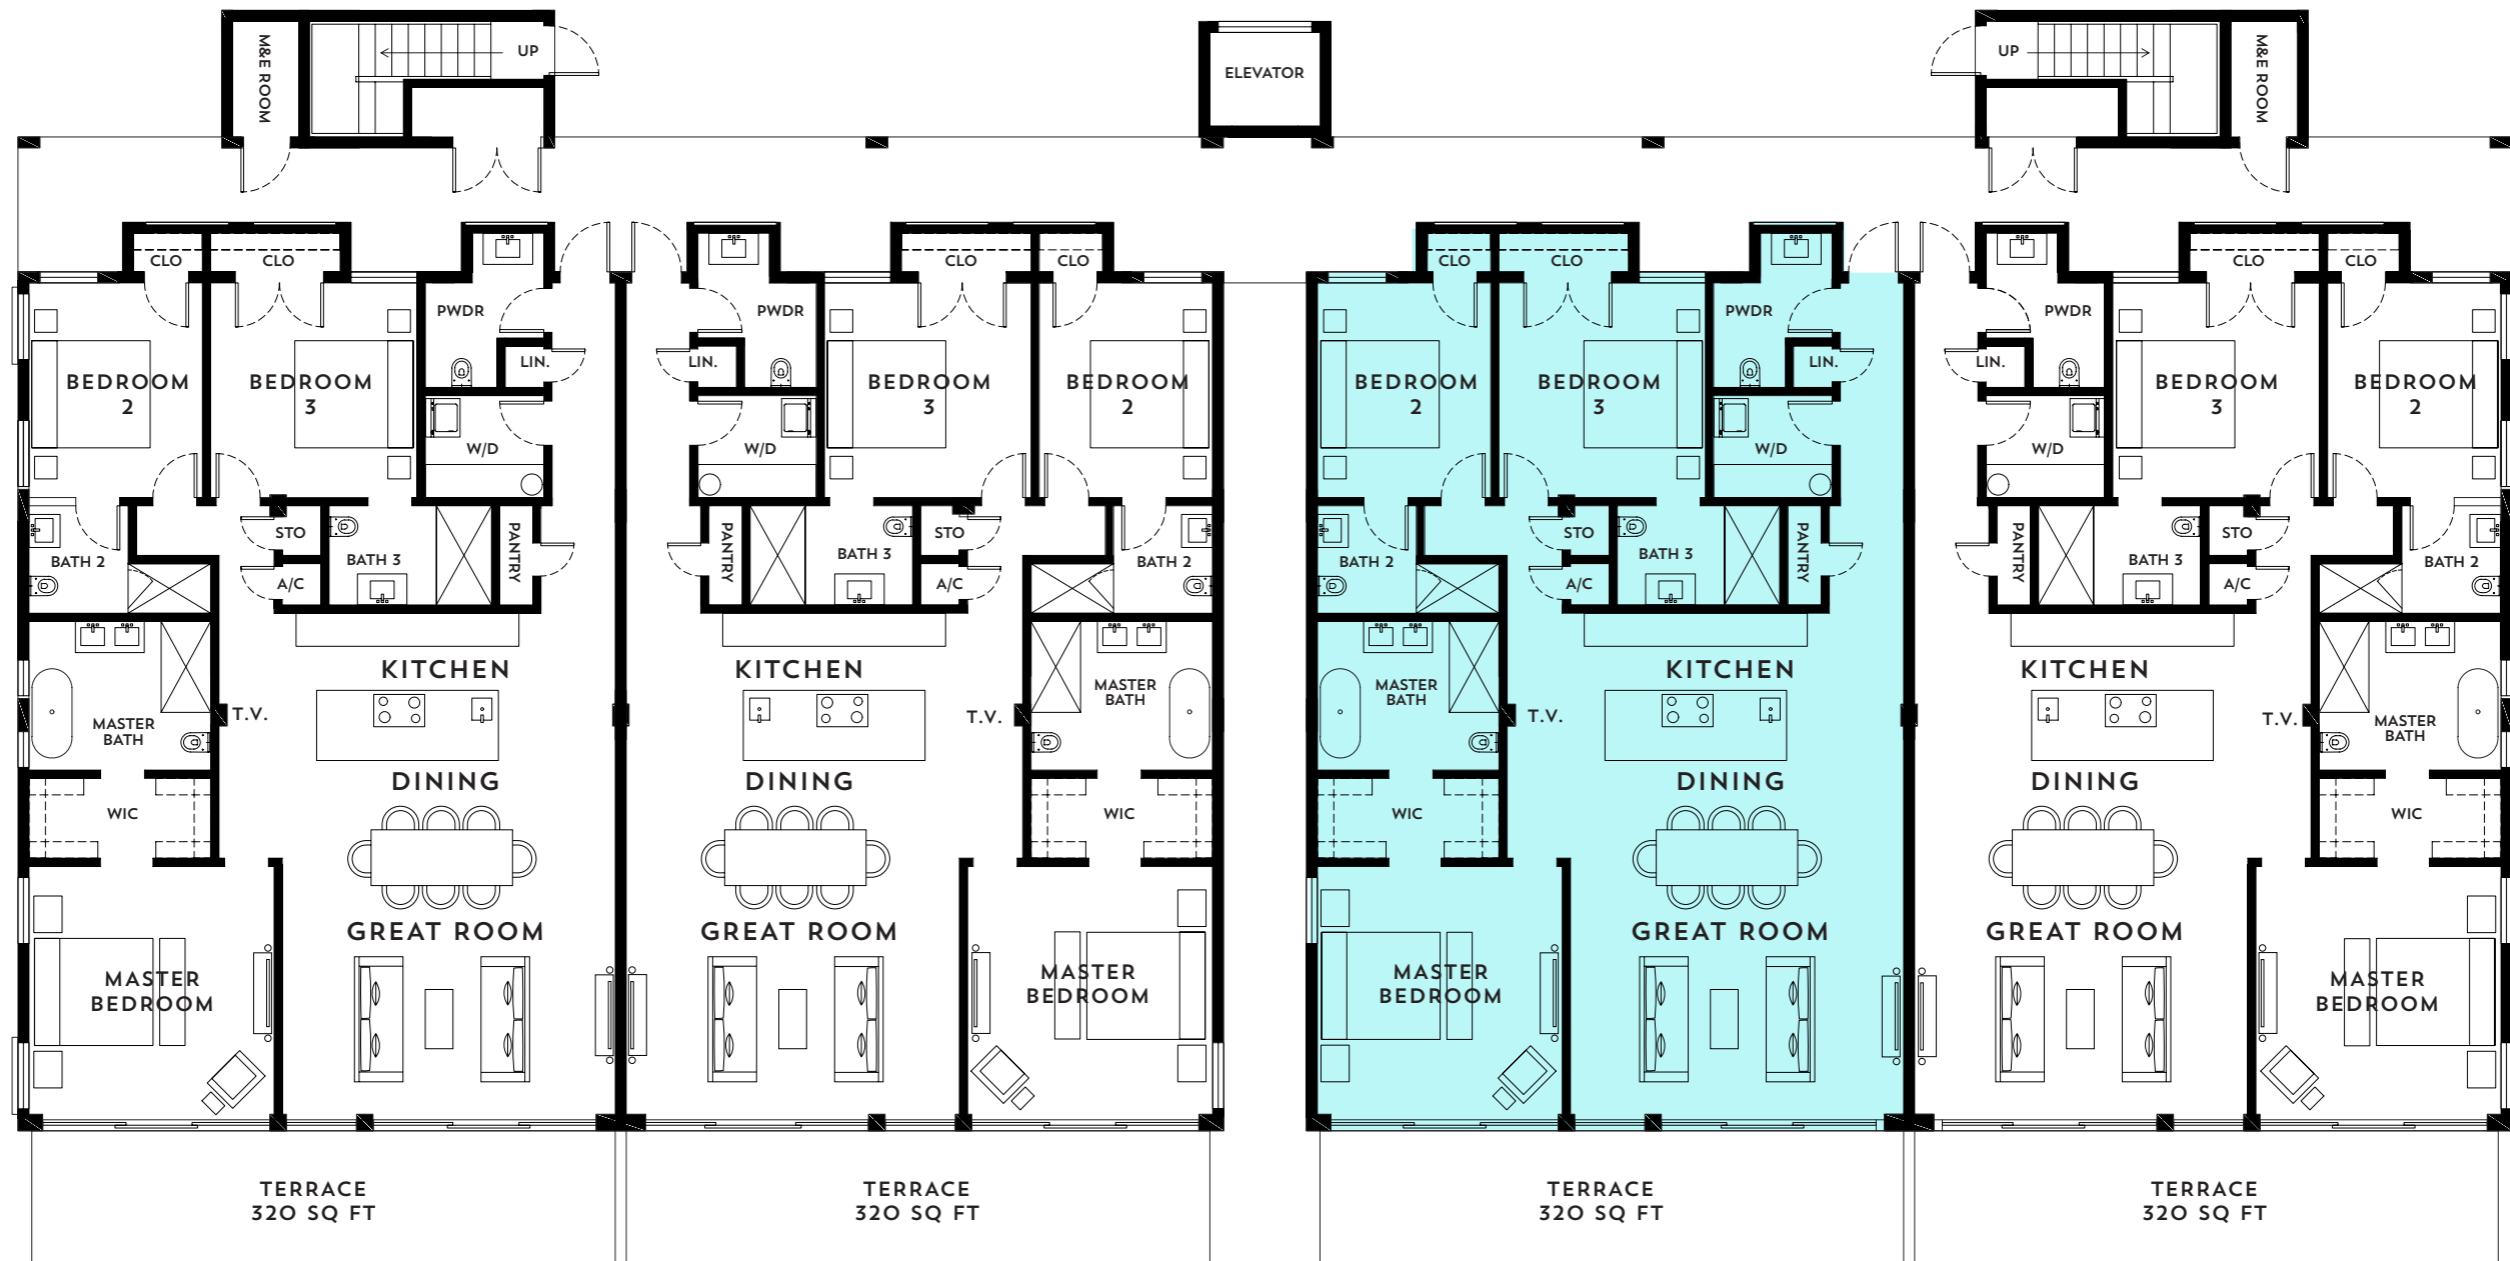 M&E ROOM
UP
ELEVATOR
UP
M&E ROOM
CLO
CLO
PWDR
LIN.
BEDROOM
2
BEDROOM
3
W/D
STO
BATH 2
BATH 3
PANTRY
A/C
KITCHEN
T.V.
MASTER
BATH
DINING
WIC
GREAT ROOM
MASTER
BEDROOM
TERRACE
320 SQ FT
CLO
CLO
PWDR
LIN.
BEDROOM
3
BEDROOM
2
W/D
PANTRY
STO
BATH 3
BATH 2
A/C
KITCHEN
MASTER
BATH
T.V.
DINING
WIC
GREAT ROOM
MASTER
BEDROOM
TERRACE
320 SQ FT
CLO
CLO
PWDR
LIN.
BEDROOM
2
BEDROOM
3
W/D
STO
BATH 2
BATH 3
PANTRY
A/C
KITCHEN
MASTER
BATH
T.V.
DINING
WIC
GREAT ROOM
MASTER
BEDROOM
TERRACE
320 SQ FT
CLO
CLO
PWDR
LIN.
BEDROOM
3
BEDROOM
2
W/D
PANTRY
STO
BATH 3
BATH 2
A/C
KITCHEN
T.V.
MASTER
BATH
DINING
WIC
GREAT ROOM
MASTER
BEDROOM
TERRACE
320 SQ FT